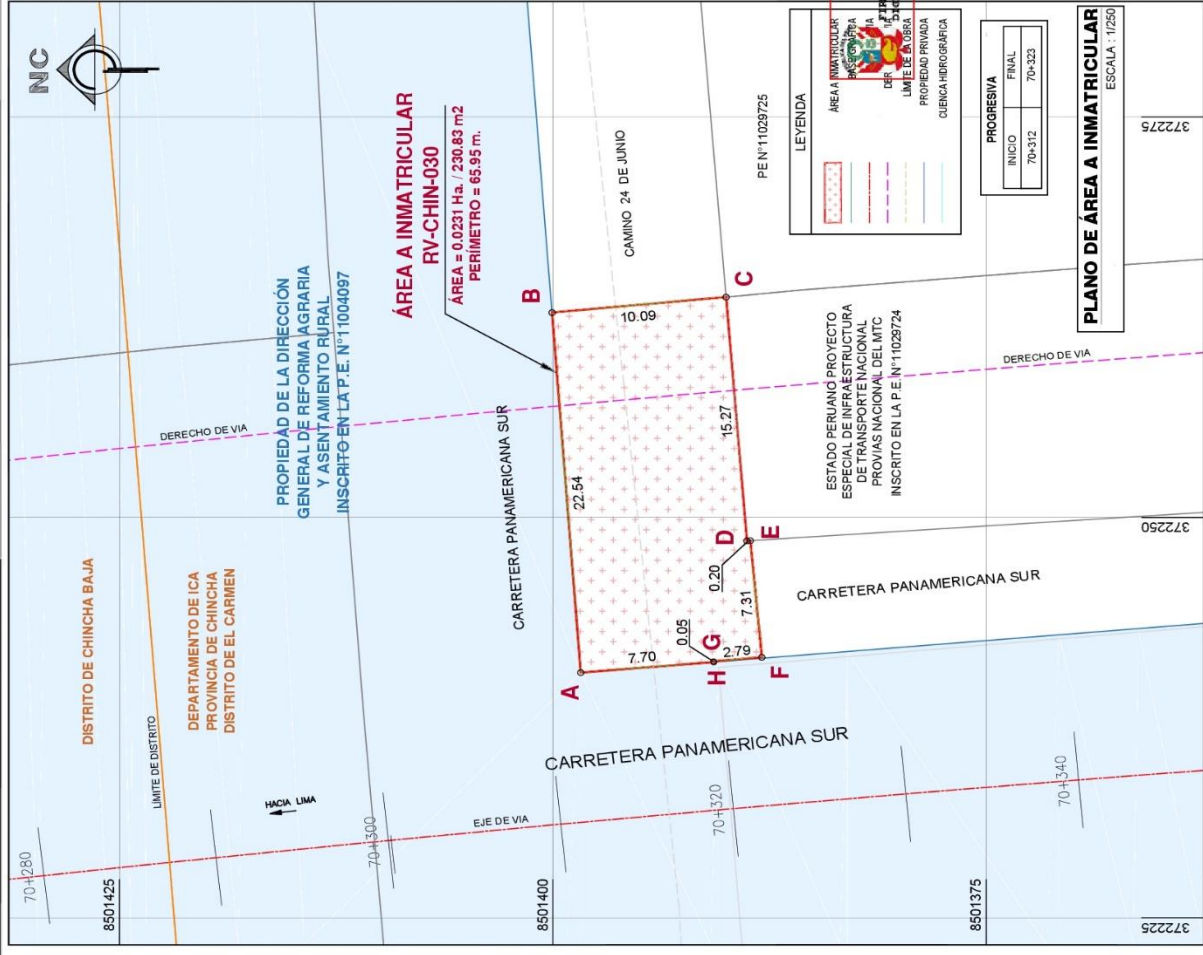 NC
DISTRITO DE CHINCHA BAJA
DEPARTAMENTO DE ICA
PROVINCIA DE CHINCHA
DISTRITO DE EL CARMEN
LÍMITE DE DISTRITO
HACIA LIMA
70+280
70+300
70+320
70+340
EJE DE VIA
8501425
8501400
8501375
372225
372250
372275
DERECHO DE VIA
PROPIEDAD DE LA DIRECCIÓN
GENERAL DE REFORMA AGRARIA
Y ASENTAMIENTO RURAL
INSCRITO EN LA P.E. N°11004097
ÁREA A INMATRICULAR
RV-CHIN-030
ÁREA = 0.0231 Ha. / 230.83 m2
PERÍMETRO = 65.95 m.
CARRETERA PANAMERICANA SUR
CAMINO 24 DE JUNIO
A
B
C
D
E
F
G
H
22.54
10.09
15.27
0.20
7.31
2.79
0.05
7.70
CARRETERA PANAMERICANA SUR
CARRETERA PANAMERICANA SUR
ESTADO PERUANO PROYECTO
ESPECIAL DE INFRAESTRUCTURA
DE TRANSPORTE NACIONAL
PROVIAS NACIONAL DEL MTC
INSCRITO EN LA P.E. N°11029724
DERECHO DE VIA
PE N°11029725
LEYENDA
ÁREA A INMATRICULAR
BASE GRÁFICA
VIA
DER VIA
LÍMITE DE LA OBRA
PROPIEDAD PRIVADA
CUENCA HIDROGRÁFICA
PROGRESIVA
INICIO FINAL
70+312 70+323
PLANO DE ÁREA A INMATRICULAR
ESCALA : 1/250